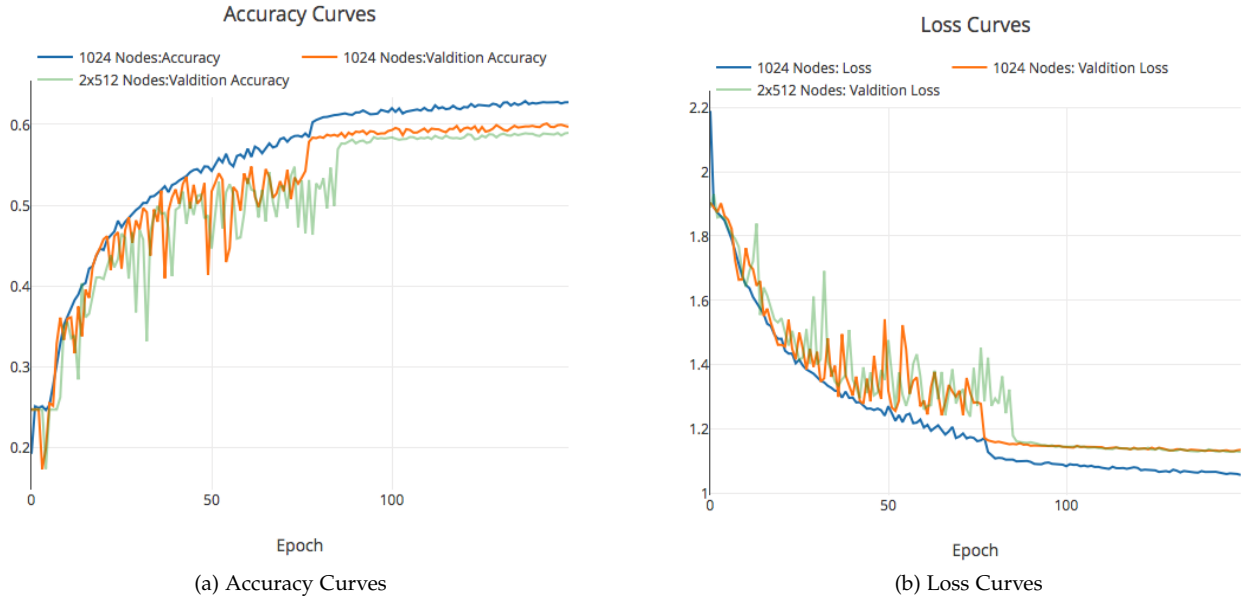 Accuracy Curves
1024 Nodes:Accuracy
1024 Nodes:Valdition Accuracy
2x512 Nodes:Valdition Accuracy
0.6
0.5
0.4
0.3
0.2
0
50
100
Epoch
(a) Accuracy Curves
Loss Curves
1024 Nodes: Loss
1024 Nodes: Valdition Loss
2x512 Nodes: Valdition Loss
2.2
2
1.8
1.6
1.4
1.2
1
0
50
100
Epoch
(b) Loss Curves